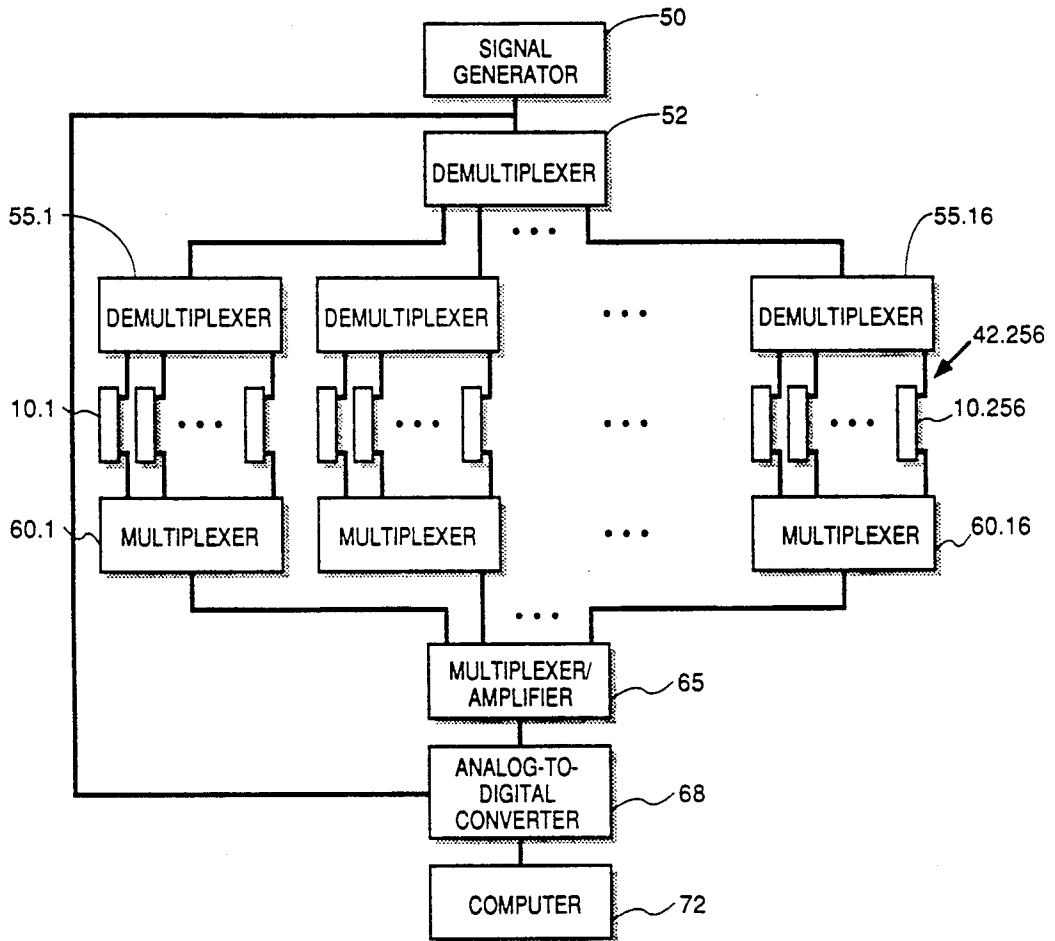 50
SIGNAL
GENERATOR
52
DEMULTIPLEXER
55.1
• • •
55.16
DEMULTIPLEXER
DEMULTIPLEXER
• • •
DEMULTIPLEXER
42.256
10.1
• • •
• • •
• • •
• • •
10.256
60.1
MULTIPLEXER
MULTIPLEXER
• • •
MULTIPLEXER
60.16
• • •
MULTIPLEXER/
AMPLIFIER
65
ANALOG-TO-
DIGITAL
CONVERTER
68
COMPUTER
72